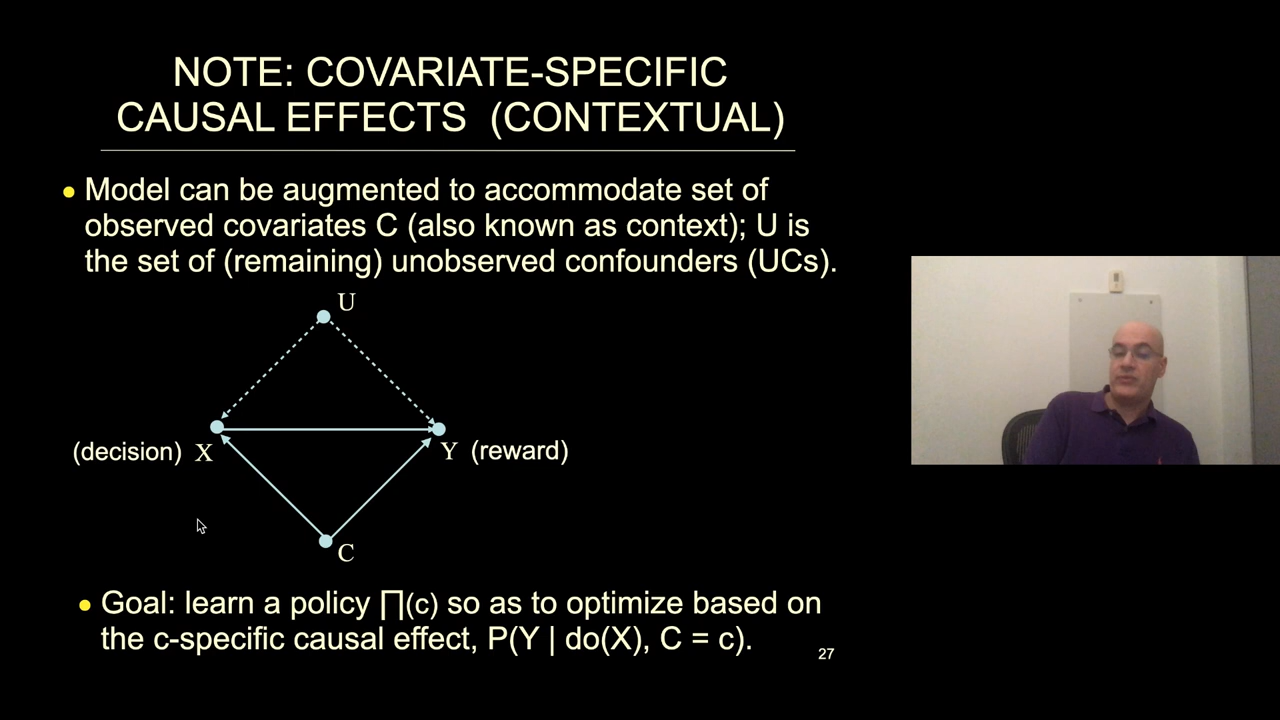 NOTE: COVARIATE-SPECIFIC
CAUSAL EFFECTS (CONTEXTUAL)
• Model can be augmented to accommodate set of
observed covariates C (also known as context); U is
the set of (remaining) unobserved confounders (UCs).
U
(decision) X
Y (reward)
C
• Goal: learn a policy ∏(c) so as to optimize based on
the c-specific causal effect, P(Y | do(X), C = c).
27